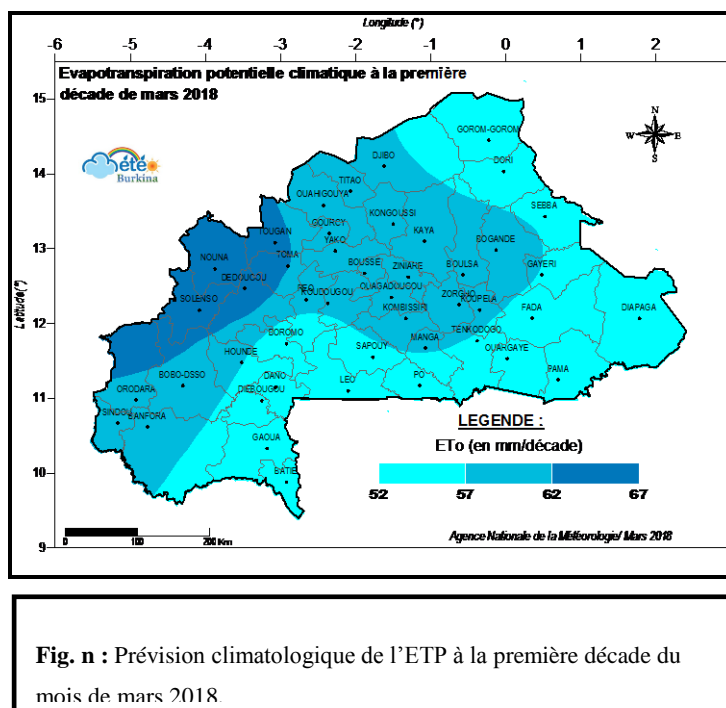 Longitude (°)
-6 -5 -4 -3 -2 -1 0 1 2
Evapotranspiration potentielle climatique à la première
décade de mars 2018
15
14
13
12
11
10
9
Latitude(°)
N
W E
S
été
Burkina
GOROM-GOROM
DJIBO
DORI
TITAO
OUAHIGOUYA
SEBBA
KONGOUSSI
GOURCY
TOUGAN
KAYA
YAKO
BOGANDE
NOUNA
TOMA
BOUSSE
ZINIARE
BOULSA
GAYERI
DEDOUGOU
SOLENSO
REO
KOUDOUGOU
OUAGADOUGOU
ZORGHO
KOUPELA
KOMBISSIRI
FADA
DIAPAGA
TENKODOGO
BOROMO
MANGA
HOUNDE
SAPOUY
OUARGAYE
BOBO-DSSO
DANO
LEO
PO
PAMA
ORODARA
DIEBOUGOU
SINDOU
BANFORA
GAOUA
BATIE
LEGENDE :
ETo (en mm/décade)
52 57 62 67
0 100 200 Km
Agence Nationale de la Météorologie/ Mars 2018
Fig. n : Prévision climatologique de l'ETP à la première décade du
mois de mars 2018.